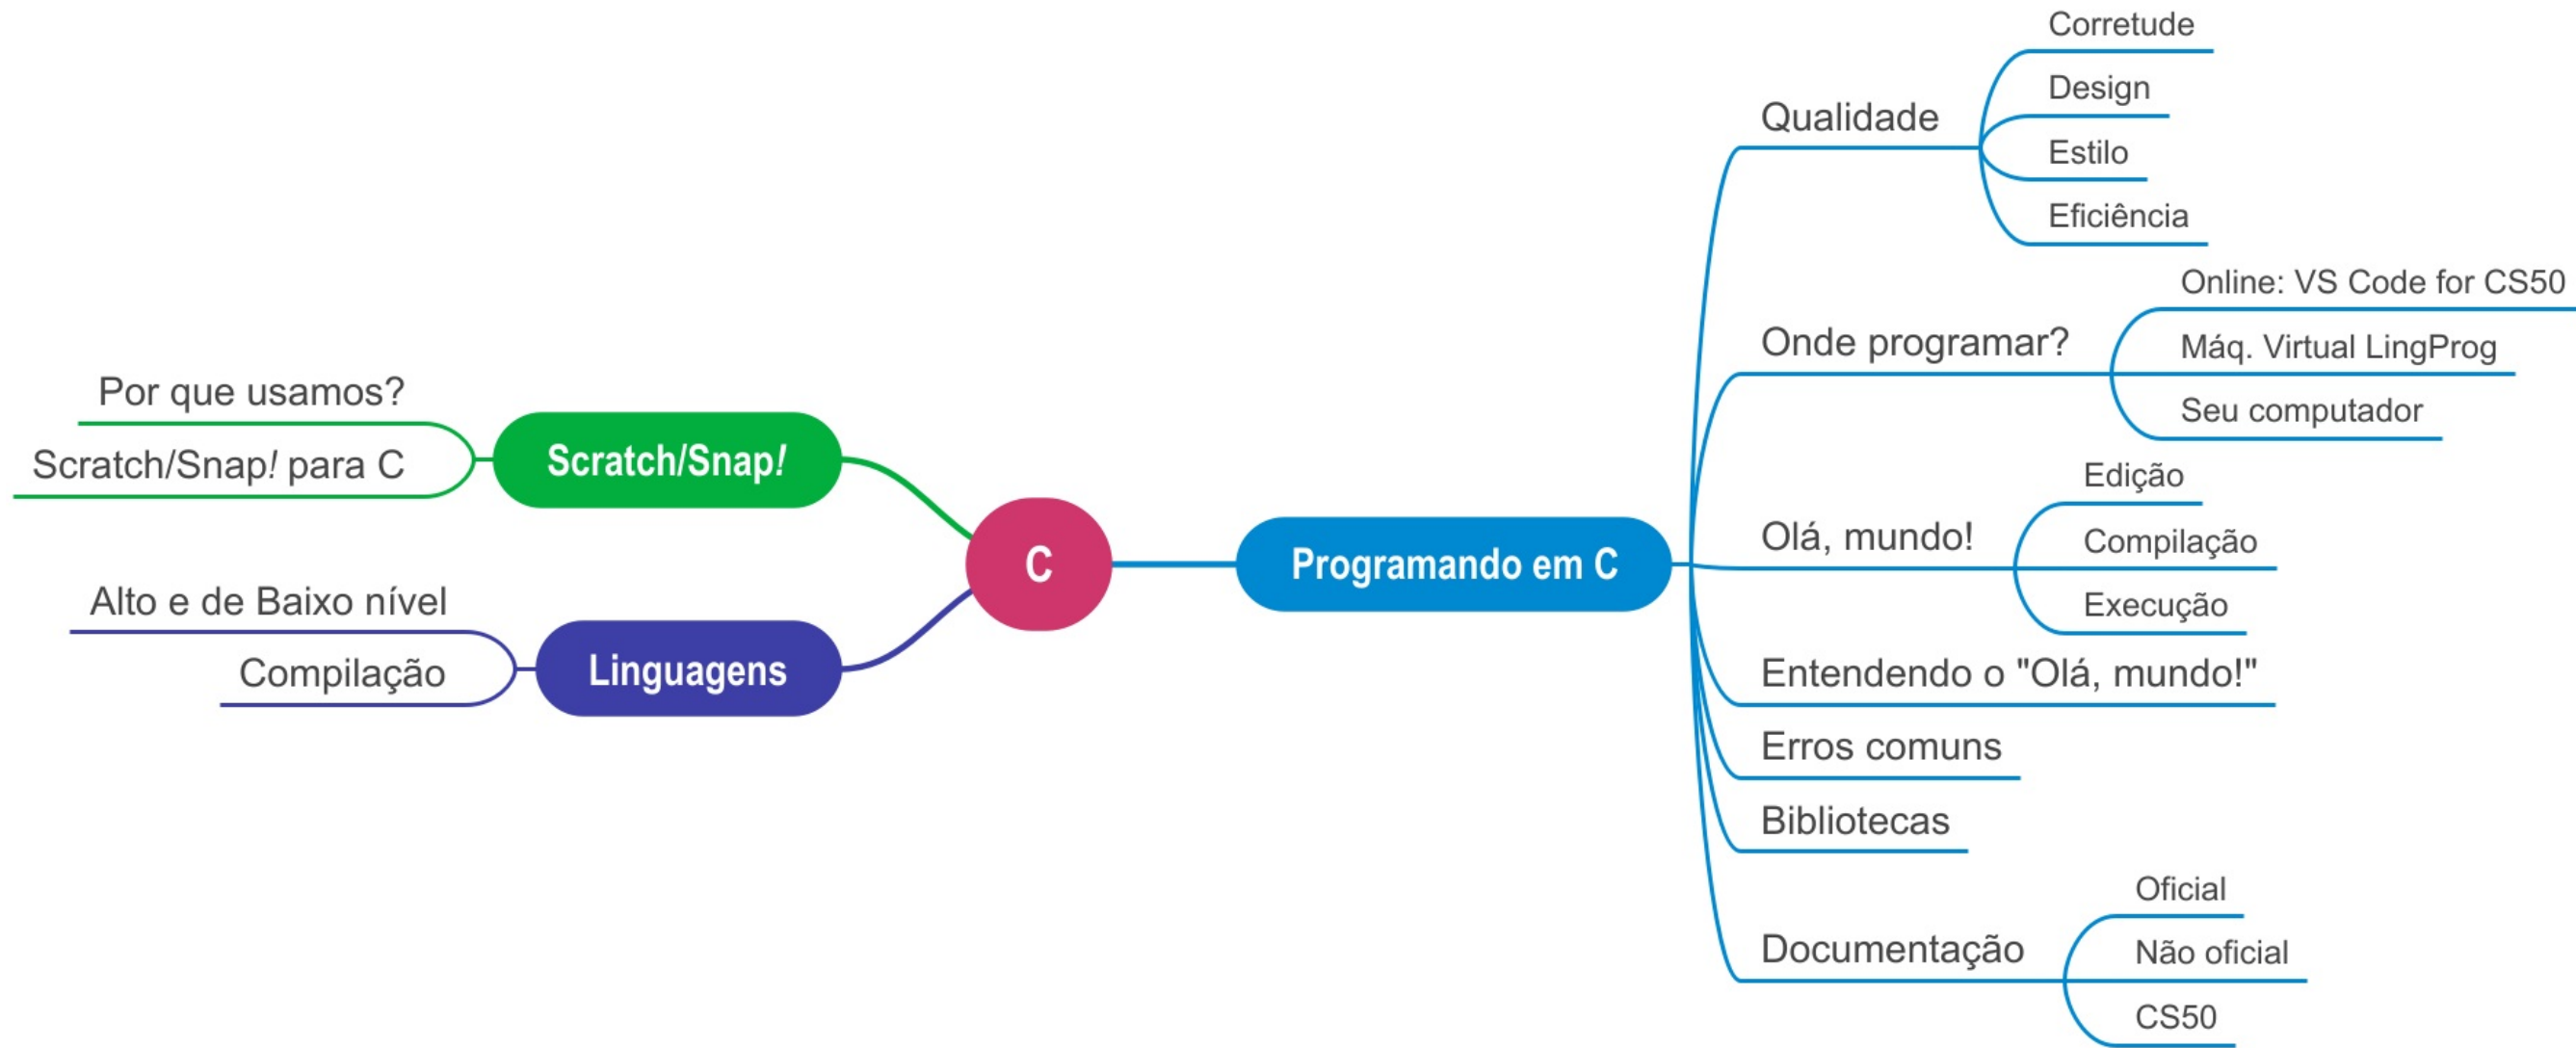 C
Scratch/Snap!
Por que usamos?
Scratch/Snap! para C
Linguagens
Alto e de Baixo nível
Compilação
Programando em C
Qualidade
Corretude
Design
Estilo
Eficiência
Onde programar?
Online: VS Code for CS50
Máq. Virtual LingProg
Seu computador
Olá, mundo!
Edição
Compilação
Execução
Entendendo o "Olá, mundo!"
Erros comuns
Bibliotecas
Documentação
Oficial
Não oficial
CS50